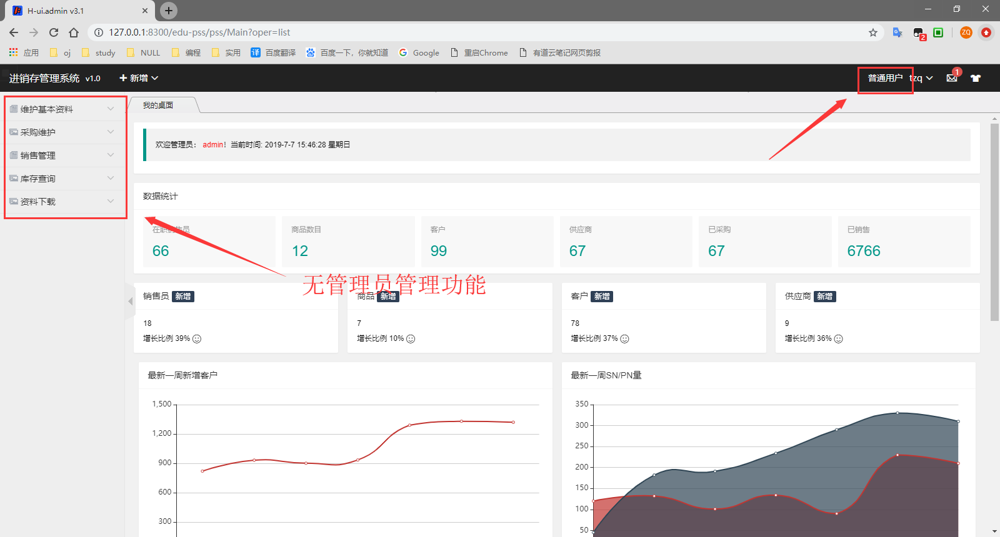 H-ui.admin v3.1
127.0.0.1:8300/edu-pss/pss/Main?oper=list
2
ZQ
应用 oj study NULL 编程 实用 译 百度翻译 百度一下，你就知道 Google 重启Chrome 有道云笔记网页剪报
进销存管理系统 v1.0 新增 普通用户 tzq 1
维护基本资料
采购维护
销售管理
库存查询
资料下载
我的桌面
欢迎管理员： admin！当前时间: 2019-7-7 15:46:28 星期日
数据统计
在职销售员
66
商品数目
12
客户
99
供应商
67
已采购
67
已销售
6766
无管理员管理功能
销售员 新增
18
增长比例 39%
商品 新增
7
增长比例 10%
客户 新增
78
增长比例 37%
供应商 新增
9
增长比例 36%
最新一周新增客户
1,500
1,200
900
600
300
最新一周SN/PN量
350
300
250
200
150
100
50